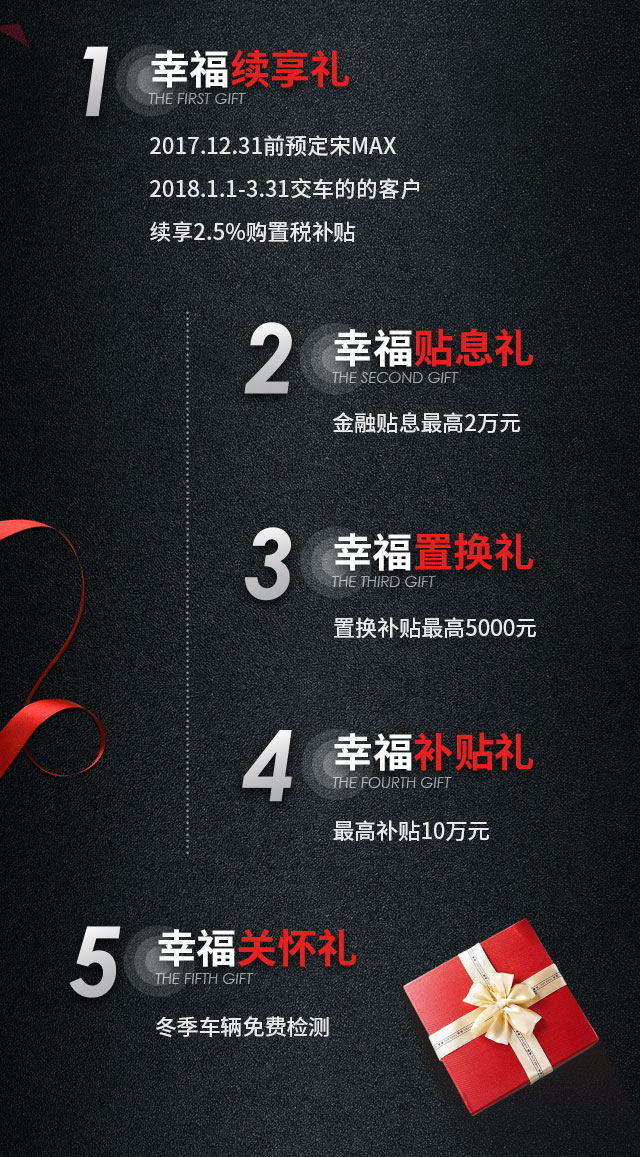 1
幸福续享礼
THE FIRST GIFT
2017.12.31前预定宋MAX
2018.1.1-3.31交车的的客户
续享2.5%购置税补贴
2
幸福贴息礼
THE SECOND GIFT
金融贴息最高2万元
3
幸福置换礼
THE THIRD GIFT
置换补贴最高5000元
4
幸福补贴礼
THE FOURTH GIFT
最高补贴10万元
5
幸福关怀礼
THE FIFTH GIFT
冬季车辆免费检测